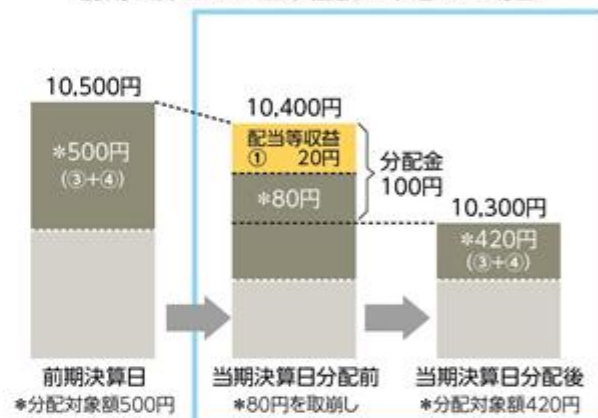 10,500円
10,400円
配当等収益
① 20円
*500円
(③+④)
分配金
100円
*80円
10,300円
*420円
(③+④)
前期決算日
当期決算日分配前
当期決算日分配後
*分配対象額500円
*80円を取崩し
*分配対象額420円